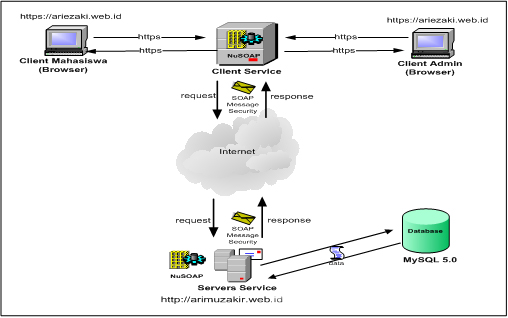 https://ariezaki.web.id
https://ariezaki.web.id
https
https
https
https
NuSOAP
Client Mahasiswa
(Browser)
Client Service
Client Admin
(Browser)
request
SOAP
Message
Security
response
Internet
request
SOAP
Message
Security
response
NuSOAP
Database
data
MySQL 5.0
Servers Service
http://arimuzakir.web.id